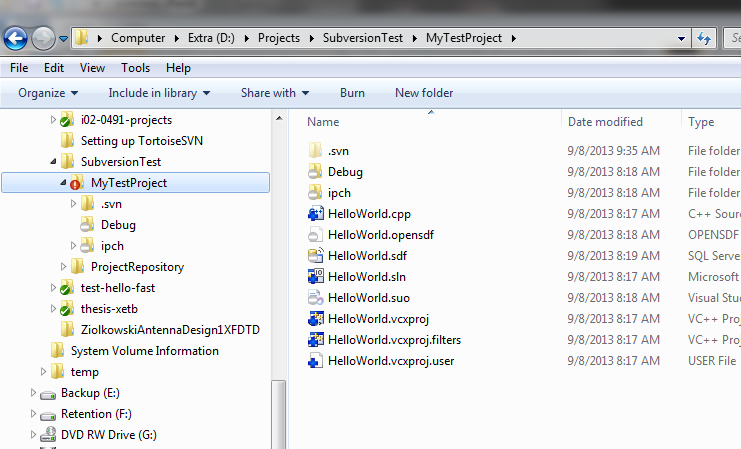 Computer Extra (D:) Projects SubversionTest MyTestProject Se
File Edit View Tools Help
Organize Include in library Share with Burn New folder
i02-0491-projects
Setting up TortoiseSVN
SubversionTest
MyTestProject
.svn
Debug
ipch
ProjectRepository
test-hello-fast
thesis-xetb
ZiolkowskiAntennaDesign1XFDTD
System Volume Information
temp
Backup (E:)
Retention (F:)
DVD RW Drive (G:)
Name Date modified Type
.svn 9/8/2013 9:35 AM File folder
Debug 9/8/2013 8:18 AM File folder
ipch 9/8/2013 8:18 AM File folder
HelloWorld.cpp 9/8/2013 8:17 AM C++ Sourc
HelloWorld.opensdf 9/8/2013 8:18 AM OPENSDF
HelloWorld.sdf 9/8/2013 8:19 AM SQL Serve
HelloWorld.sln 9/8/2013 8:17 AM Microsoft
HelloWorld.suo 9/8/2013 8:18 AM Visual Stu
HelloWorld.vcxproj 9/8/2013 8:17 AM VC++ Proj
HelloWorld.vcxproj.filters 9/8/2013 8:17 AM VC++ Proj
HelloWorld.vcxproj.user 9/8/2013 8:17 AM USER File